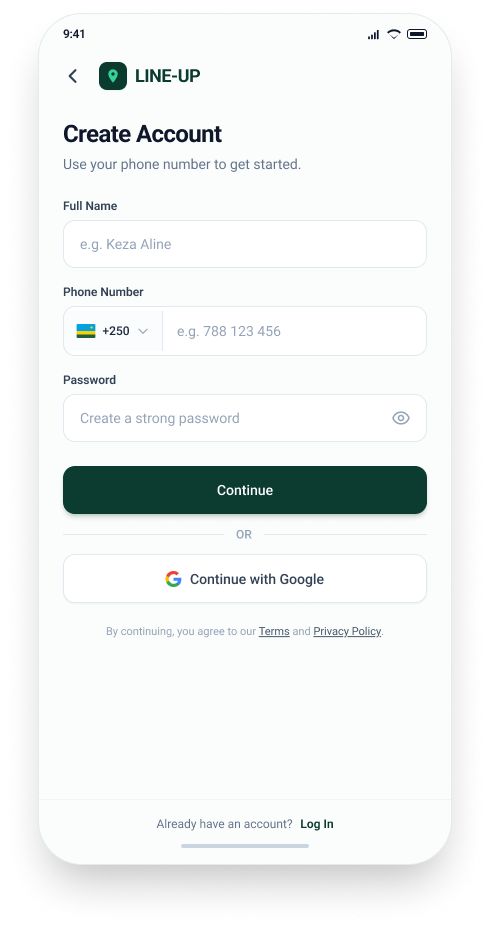 9:41
LINE-UP
Create Account
Use your phone number to get started.
Full Name
e.g. Keza Aline
Phone Number
+250 e.g. 788 123 456
Password
Create a strong password
Continue
OR
Continue with Google
By continuing, you agree to our Terms and Privacy Policy.
Already have an account? Log In